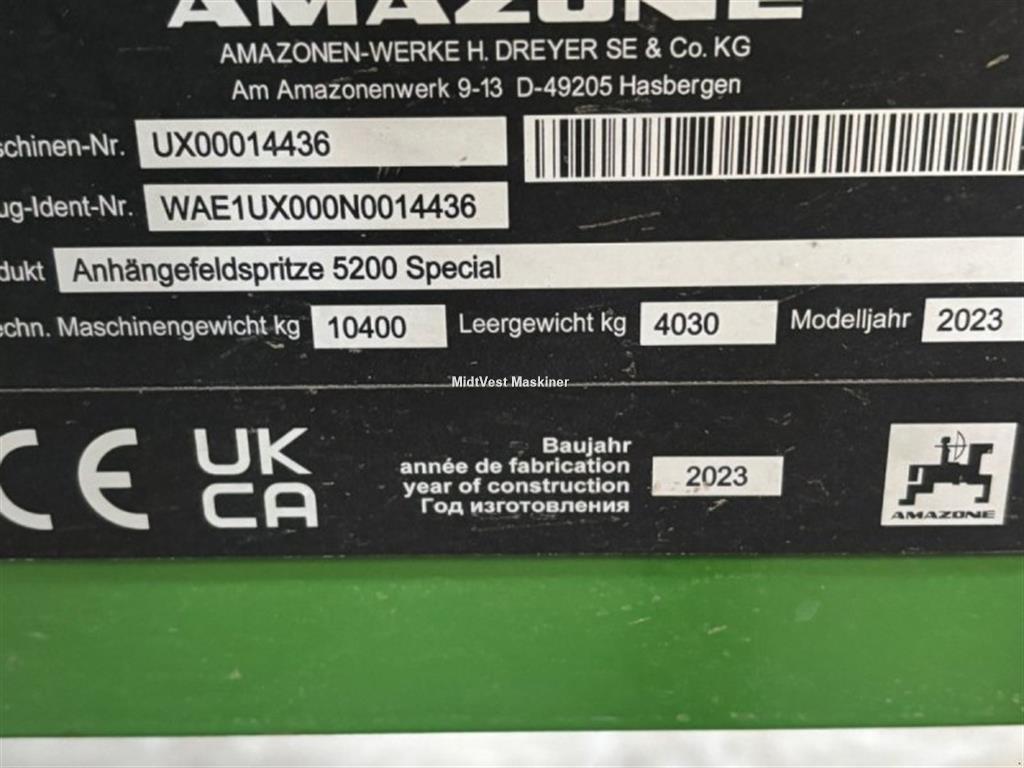 AMAZONE
AMAZONEN-WERKE H. DREYER SE & Co. KG
Am Amazonenwerk 9-13 D-49205 Hasbergen
schinen-Nr. UX00014436
ug-Ident-Nr. WAE1UX000N0014436
dukt Anhängefeldspritze 5200 Special
echn. Maschinengewicht kg 10400 Leergewicht kg 4030 Modelljahr 2023
MidtVest Maskiner
CE UK CA
Baujahr
année de fabrication
year of construction
Год изготовления
2023
AMAZONE